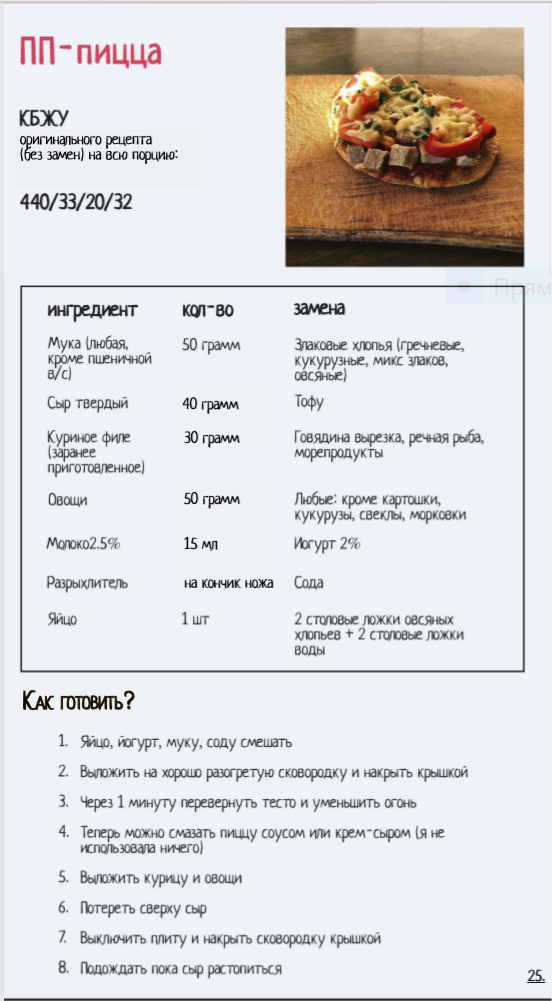 ПП-пицца
КБЖУ
оригинального рецепта
(без замен) на всю порцию:
440/33/20/32
Прям
ингредиент кол-во замена
Мука (любая,
кроме пшеничной
в/с)
50 грамм
Злаковые хлопья (гречневые,
кукурузные, микс злаков,
овсяные)
Сыр твердый 40 грамм Тофу
Куриное филе
(заранее
приготовленное)
30 грамм
Говядина вырезка, речная рыба,
морепродукты
Овощи 50 грамм
Любые: кроме картошки,
кукурузы, свеклы, морковки
Молоко2.5% 15 мл Йогурт 2%
Разрыхлитель на кончик ножа Сода
Яйцо 1 шт
2 столовые ложки овсяных
хлопьев + 2 столовые ложки
воды
Как готовить?
1. Яйцо, йогурт, муку, соду смешать
2. Выложить на хорошо разогретую сковородку и накрыть крышкой
3. Через 1 минуту перевернуть тесто и уменьшить огонь
4. Теперь можно смазать пиццу соусом или крем-сыром (я не
использовала ничего)
5. Выложить курицу и овощи
6. Потереть сверху сыр
7. Выключить плиту и накрыть сковородку крышкой
8. Подождать пока сыр растопиться
25.